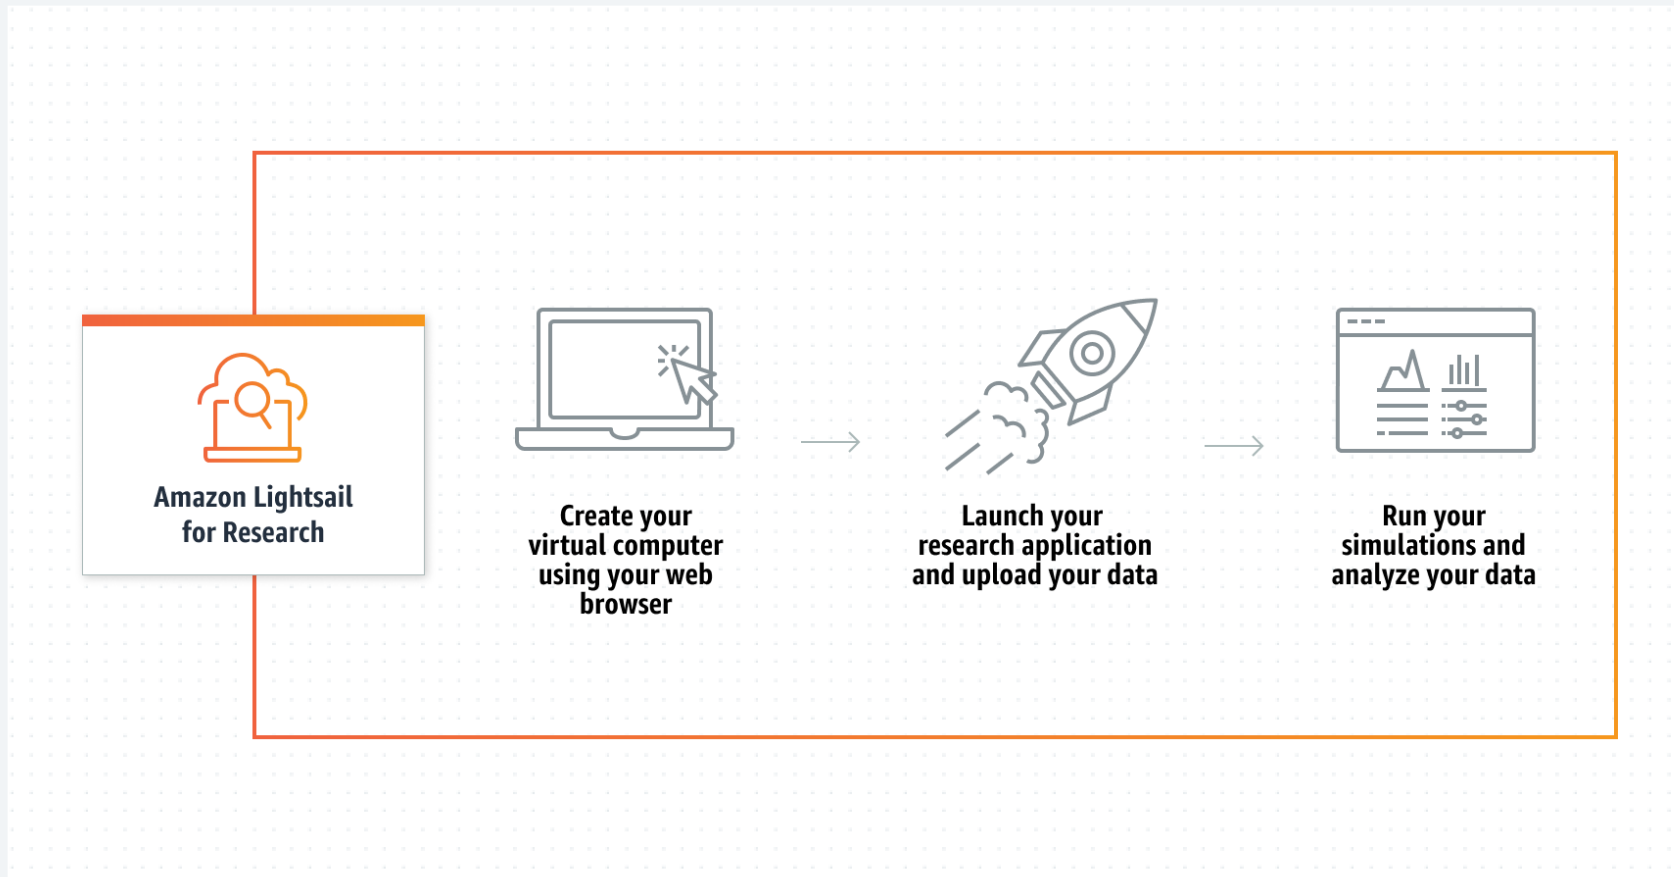 Amazon Lightsail
for Research
Create your
virtual computer
using your web
browser
Launch your
research application
and upload your data
Run your
simulations and
analyze your data